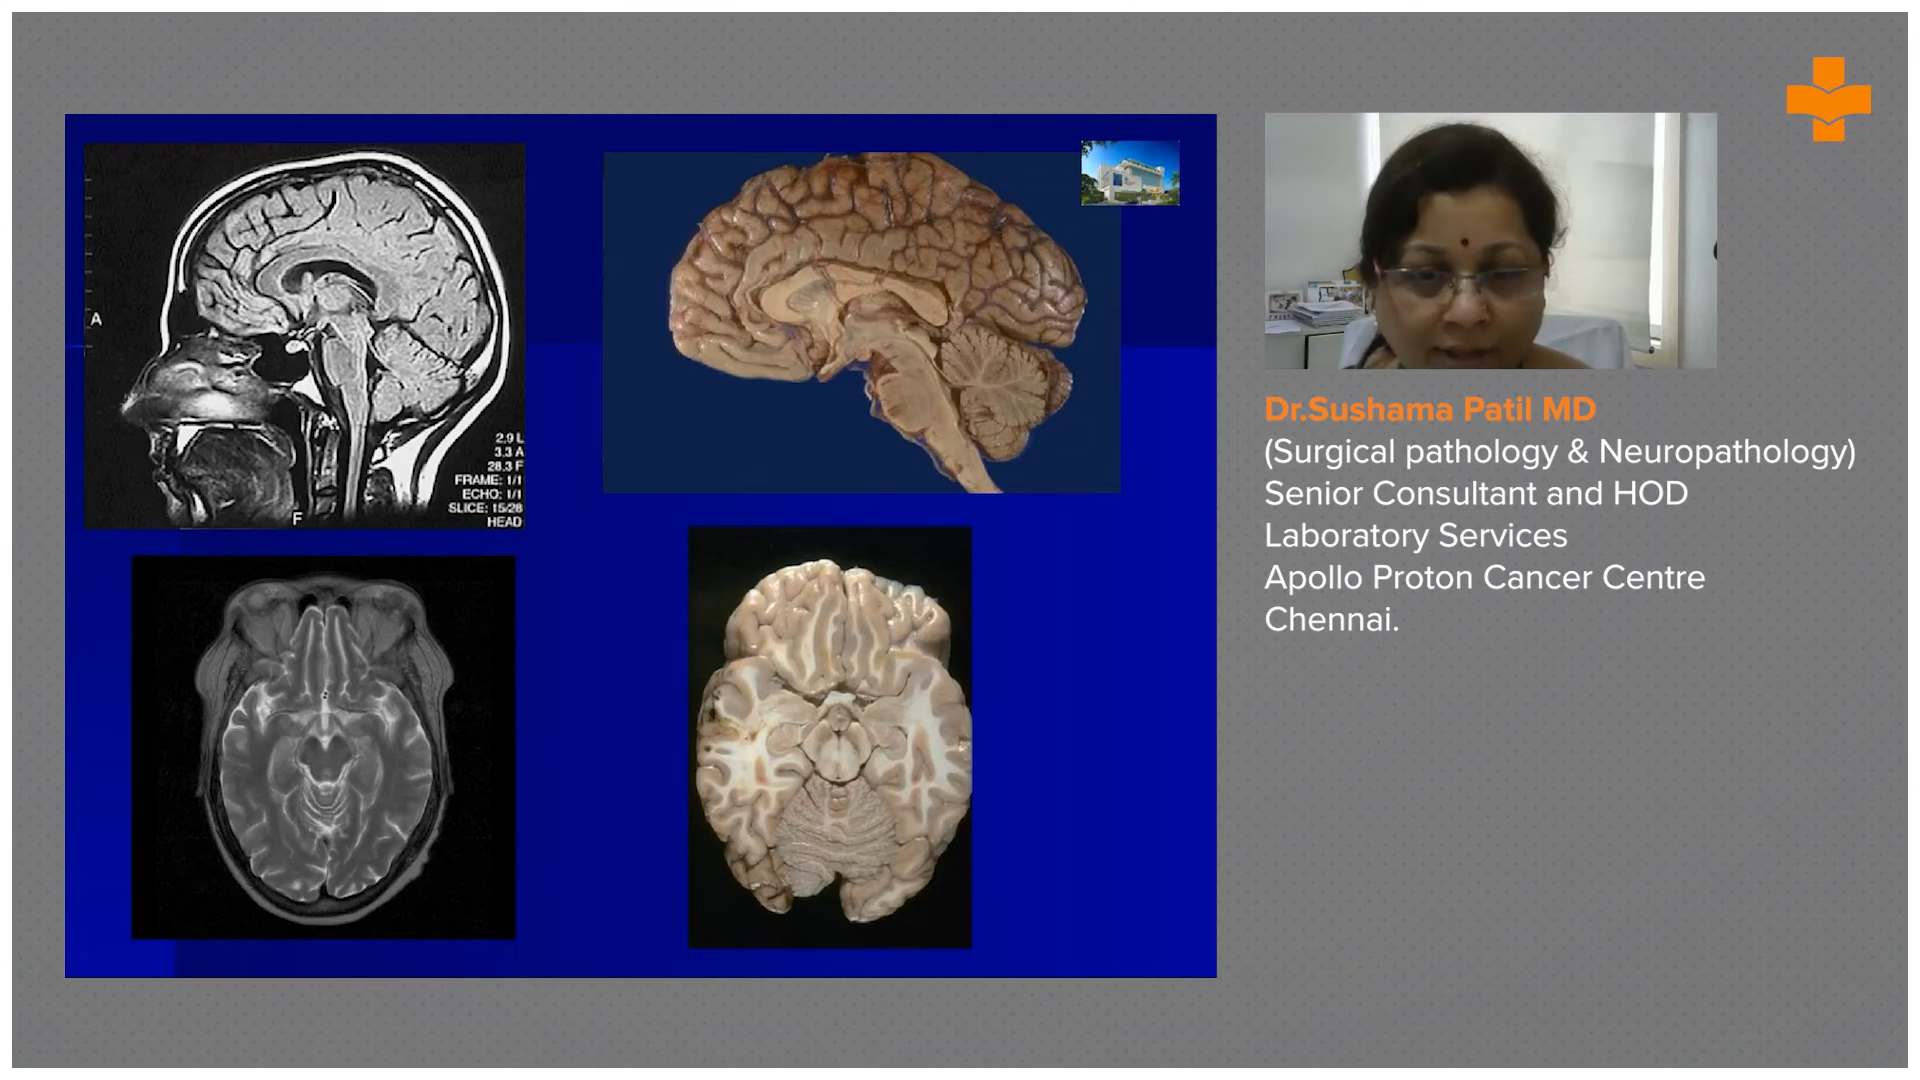 A
2.9 L
3.3 A
28.3 F
FRAME: 1/1
ECHO: 1/1
SLICE: 15/28
HEAD
F
Dr.Sushama Patil MD
(Surgical pathology & Neuropathology)
Senior Consultant and HOD
Laboratory Services
Apollo Proton Cancer Centre
Chennai.